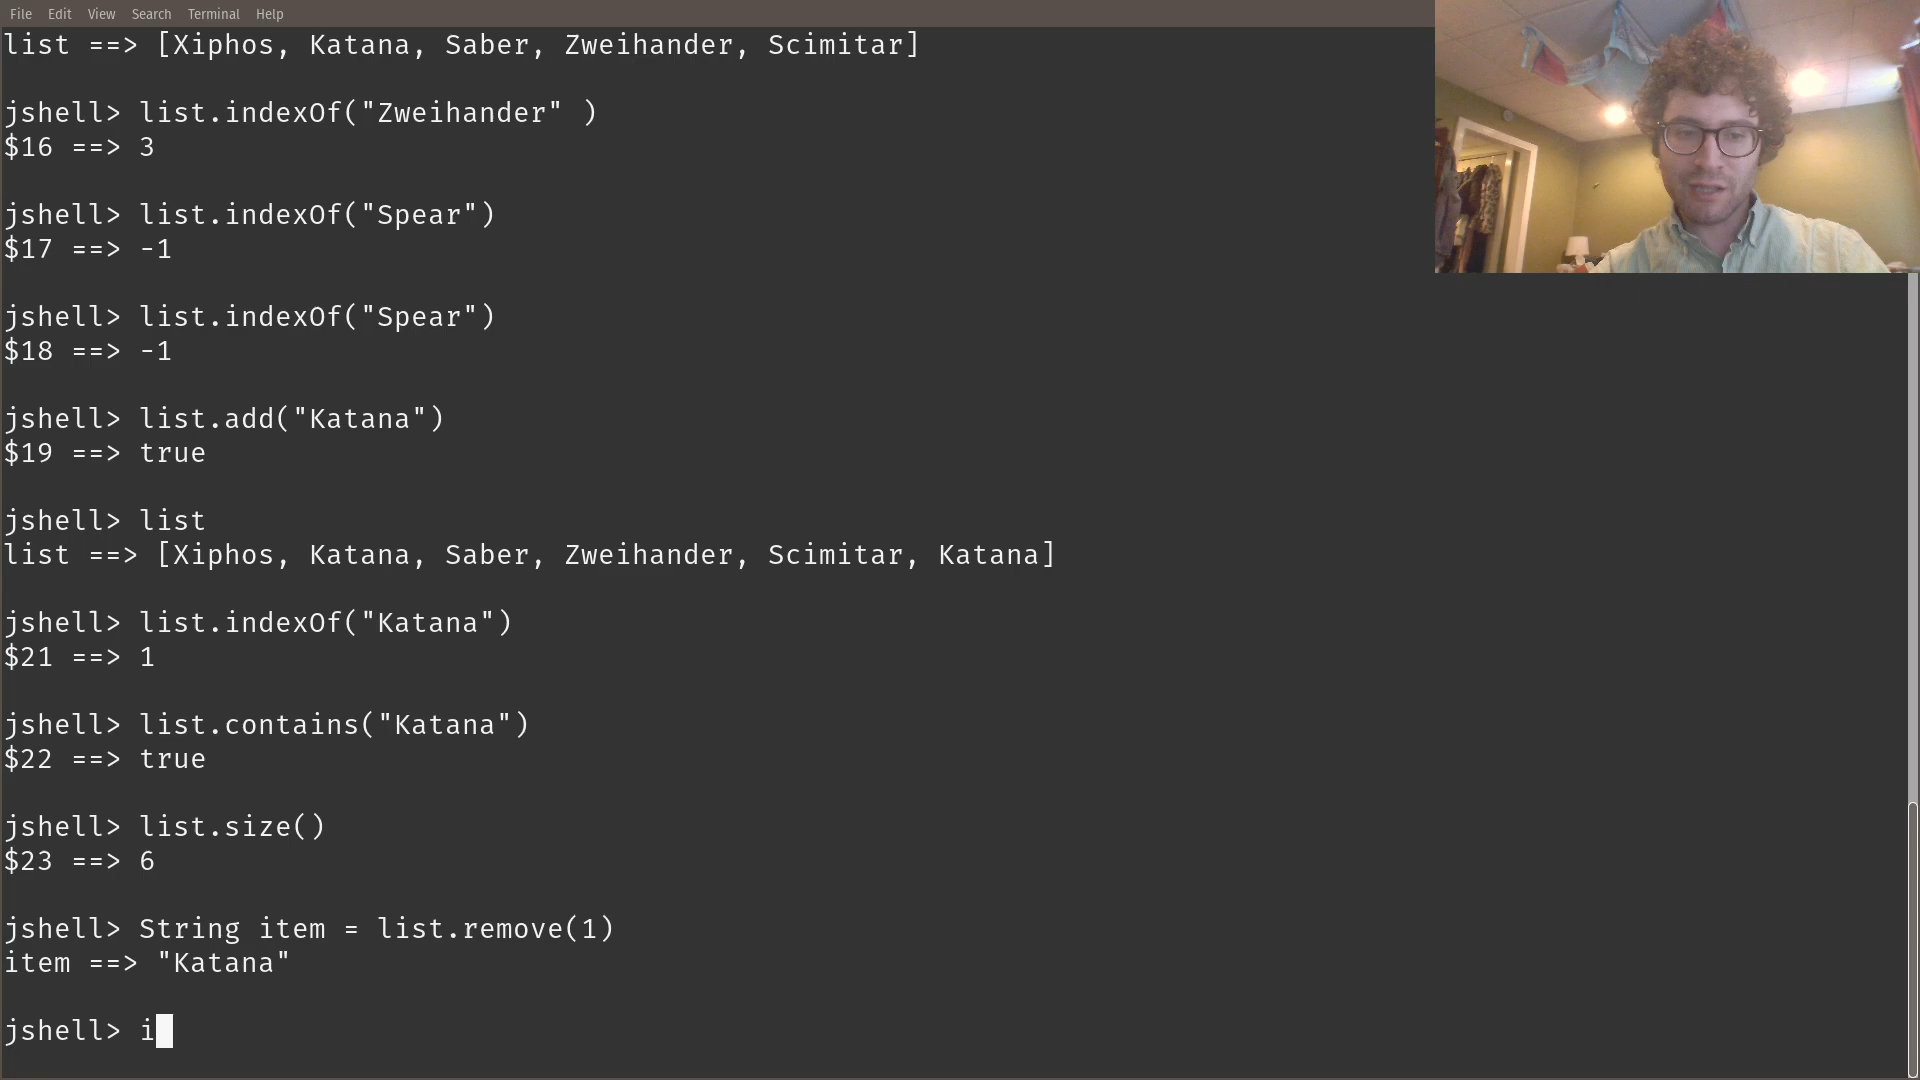 File Edit View Search Terminal Help
list ==> [Xiphos, Katana, Saber, Zweihander, Scimitar]
jshell> list.indexOf("Zweihander" )
$16 ==> 3
jshell> list.indexOf("Spear")
$17 ==> -1
jshell> list.indexOf("Spear")
$18 ==> -1
jshell> list.add("Katana")
$19 ==> true
jshell> list
list ==> [Xiphos, Katana, Saber, Zweihander, Scimitar, Katana]
jshell> list.indexOf("Katana")
$21 ==> 1
jshell> list.contains("Katana")
$22 ==> true
jshell> list.size()
$23 ==> 6
jshell> String item = list.remove(1)
item ==> "Katana"
jshell> i